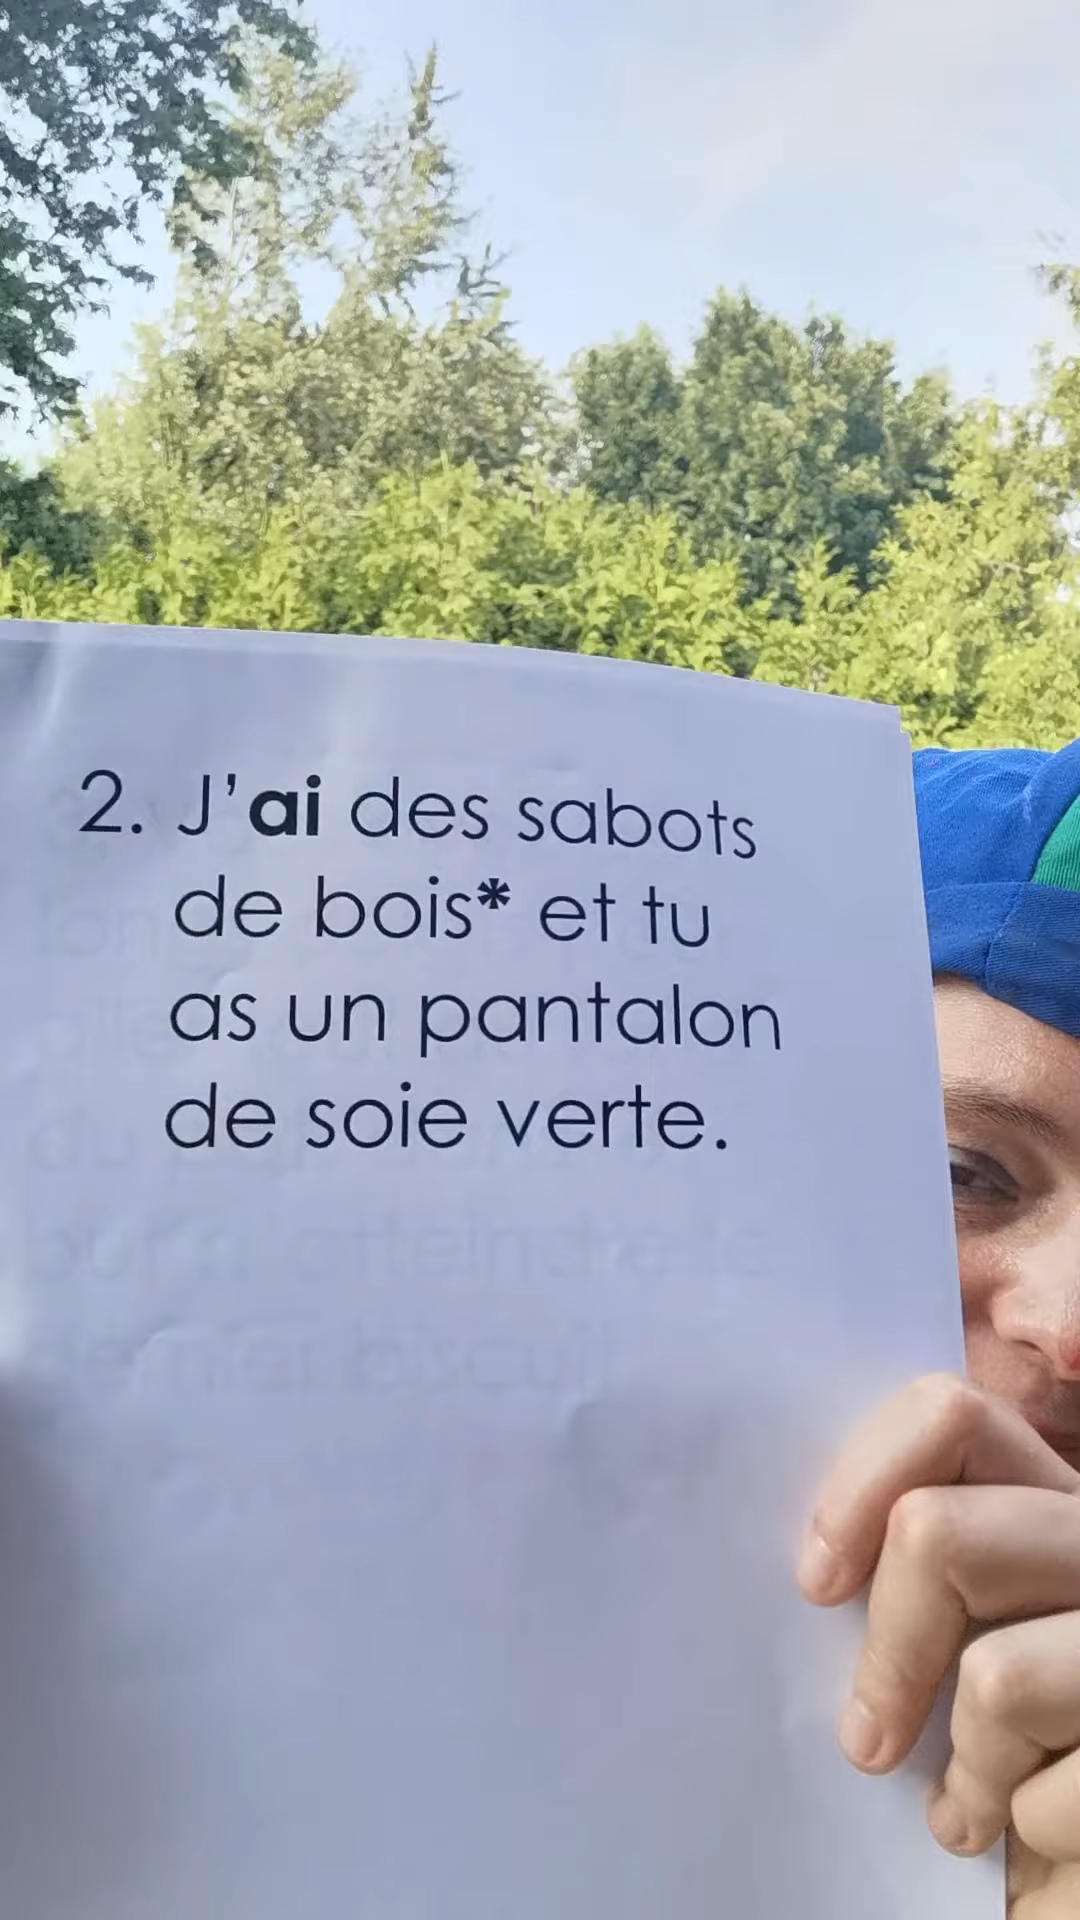 2. J'ai des sabots
de bois* et tu
as un pantalon
de soie verte.